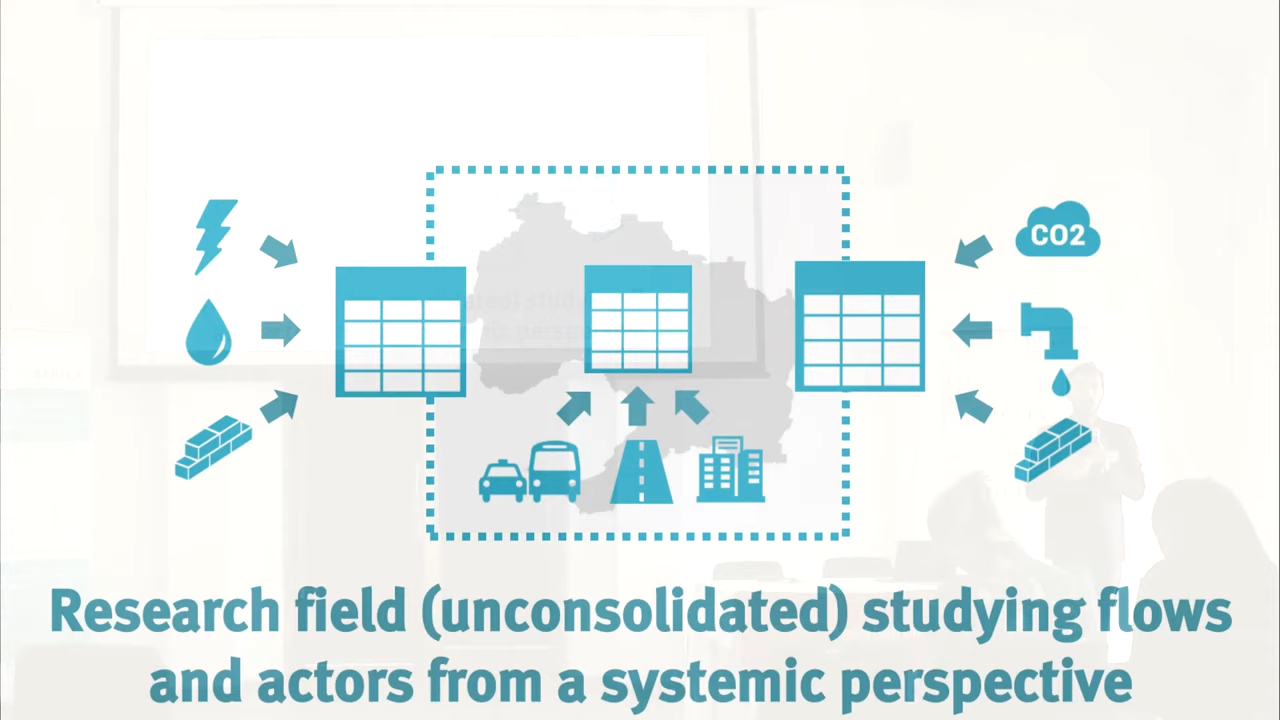 CO2
Research field (unconsolidated) studying flows
and actors from a systemic perspective